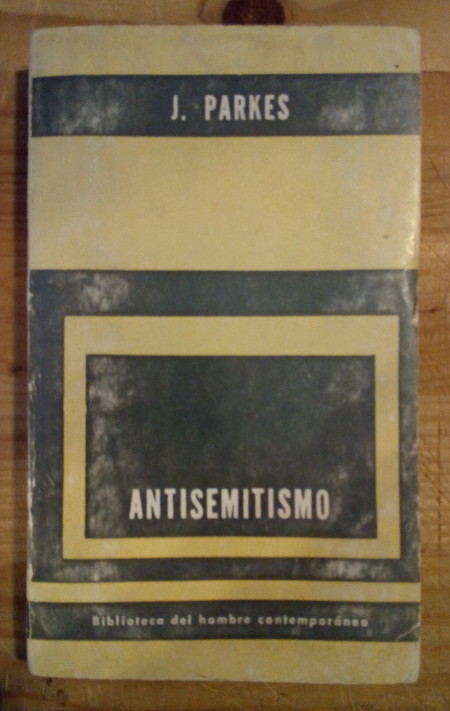 J. PARKES
ANTISEMITISMO
Biblioteca del hombre contemporáneo